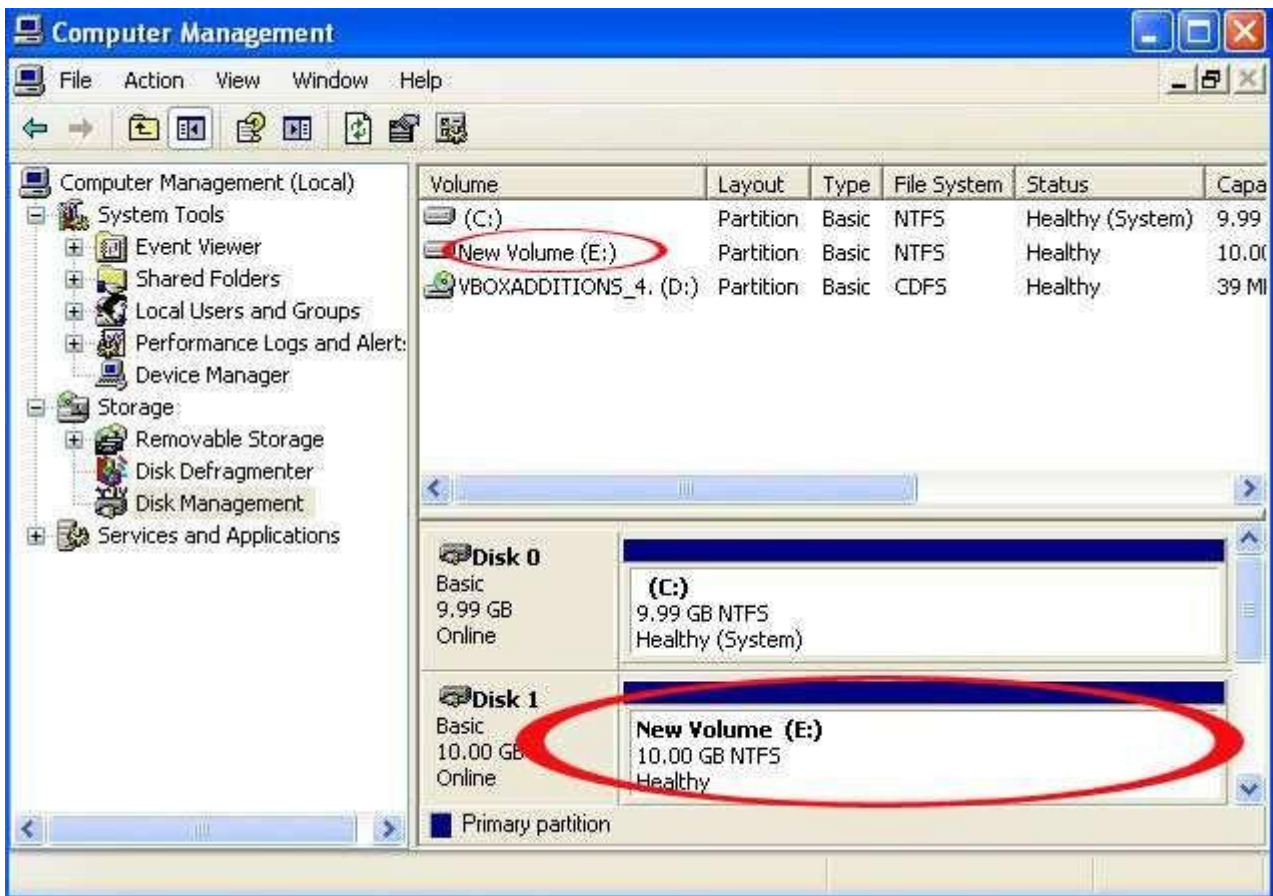 Computer Management
File Action View Window Help
Computer Management (Local)
System Tools
Event Viewer
Shared Folders
Local Users and Groups
Performance Logs and Alert
Device Manager
Storage
Removable Storage
Disk Defragmenter
Disk Management
Services and Applications
Volume Layout Type File System Status Capa
(C:) Partition Basic NTFS Healthy (System) 9.99
New Volume (E:) Partition Basic NTFS Healthy 10.0
VBOXADDITIONS_4. (D:) Partition Basic CDFS Healthy 39 M
Disk 0
Basic
9.99 GB
Online
(C:)
9.99 GB NTFS
Healthy (System)
Disk 1
Basic
10.00 GB
Online
New Volume (E:)
10.00 GB NTFS
Healthy
Primary partition